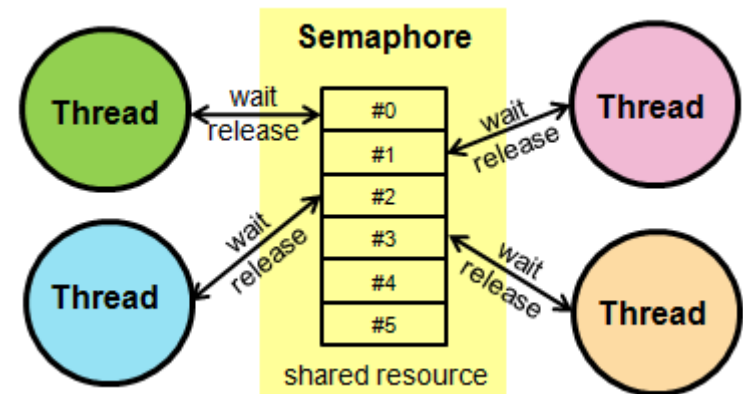 Semaphore
Thread
wait
release
#0
#1
#2
#3
#4
#5
wait
release
Thread
Thread
wait
release
wait
release
Thread
shared resource